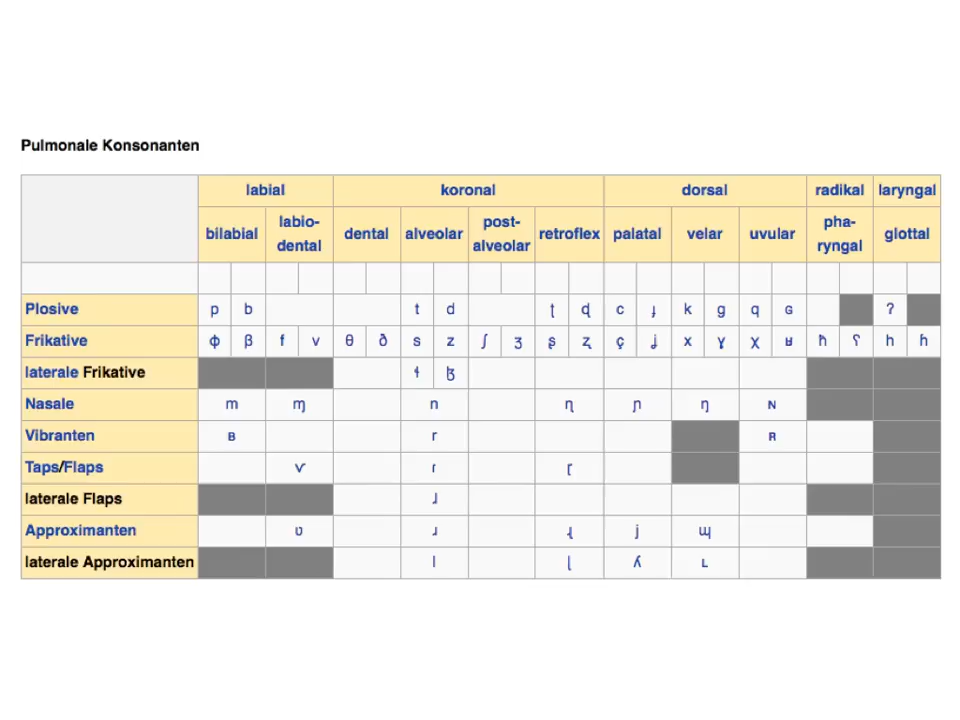 Pulmonale Konsonanten
labial koronal dorsal radikal laryngal
bilabial labio-dental dental alveolar post-alveolar retroflex palatal velar uvular pha-ryngal glottal
Plosive p b t d ʈ ɖ c ɟ k ɡ q ɢ ʔ
Frikative ɸ β f v θ ð s z ʃ ʒ ʂ ʐ ç ʝ x ɣ χ ʁ ħ ʕ h ɦ
laterale Frikative ɬ ɮ
Nasale m ɱ n ɳ ɲ ŋ ɴ
Vibranten ʙ r ʀ
Taps/Flaps ⱱ ɾ ɽ
laterale Flaps ɺ
Approximanten ʋ ɹ ɻ j ɰ
laterale Approximanten l ɭ ʎ ʟ